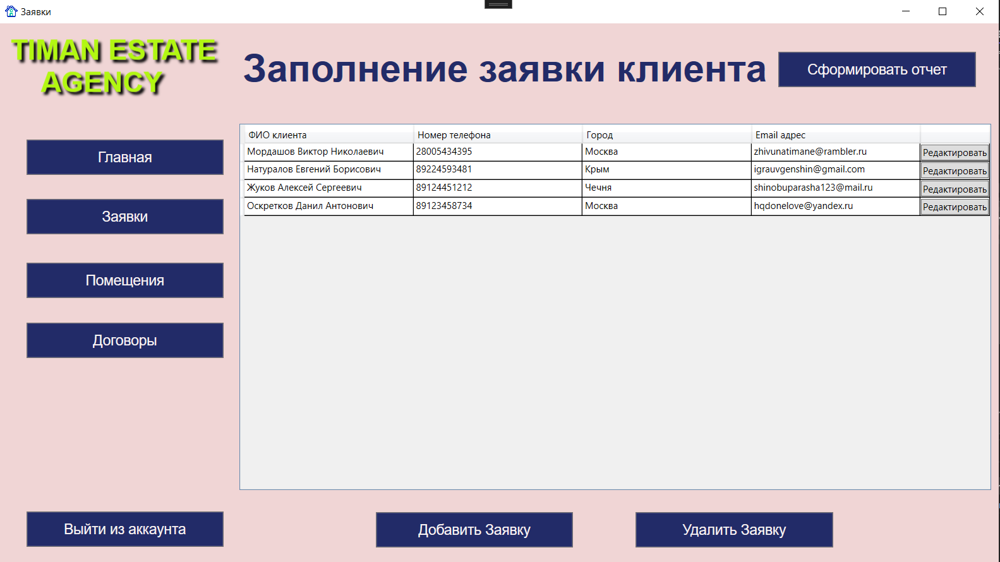 Заявки
TIMAN ESTATE
AGENCY
Заполнение заявки клиента
Сформировать отчет
Главная
Заявки
Помещения
Договоры
Выйти из аккаунта
ФИО клиента Номер телефона Город Email адрес
Мордашов Виктор Николаевич 28005434395 Москва zhivunatimane@rambler.ru Редактировать
Натуралов Евгений Борисович 89224593481 Крым igrauvgenshin@gmail.com Редактировать
Жуков Алексей Сергеевич 89124451212 Чечня shinobuparasha123@mail.ru Редактировать
Оскретков Данил Антонович 89123458734 Москва hqdonelove@yandex.ru Редактировать
Добавить Заявку
Удалить Заявку